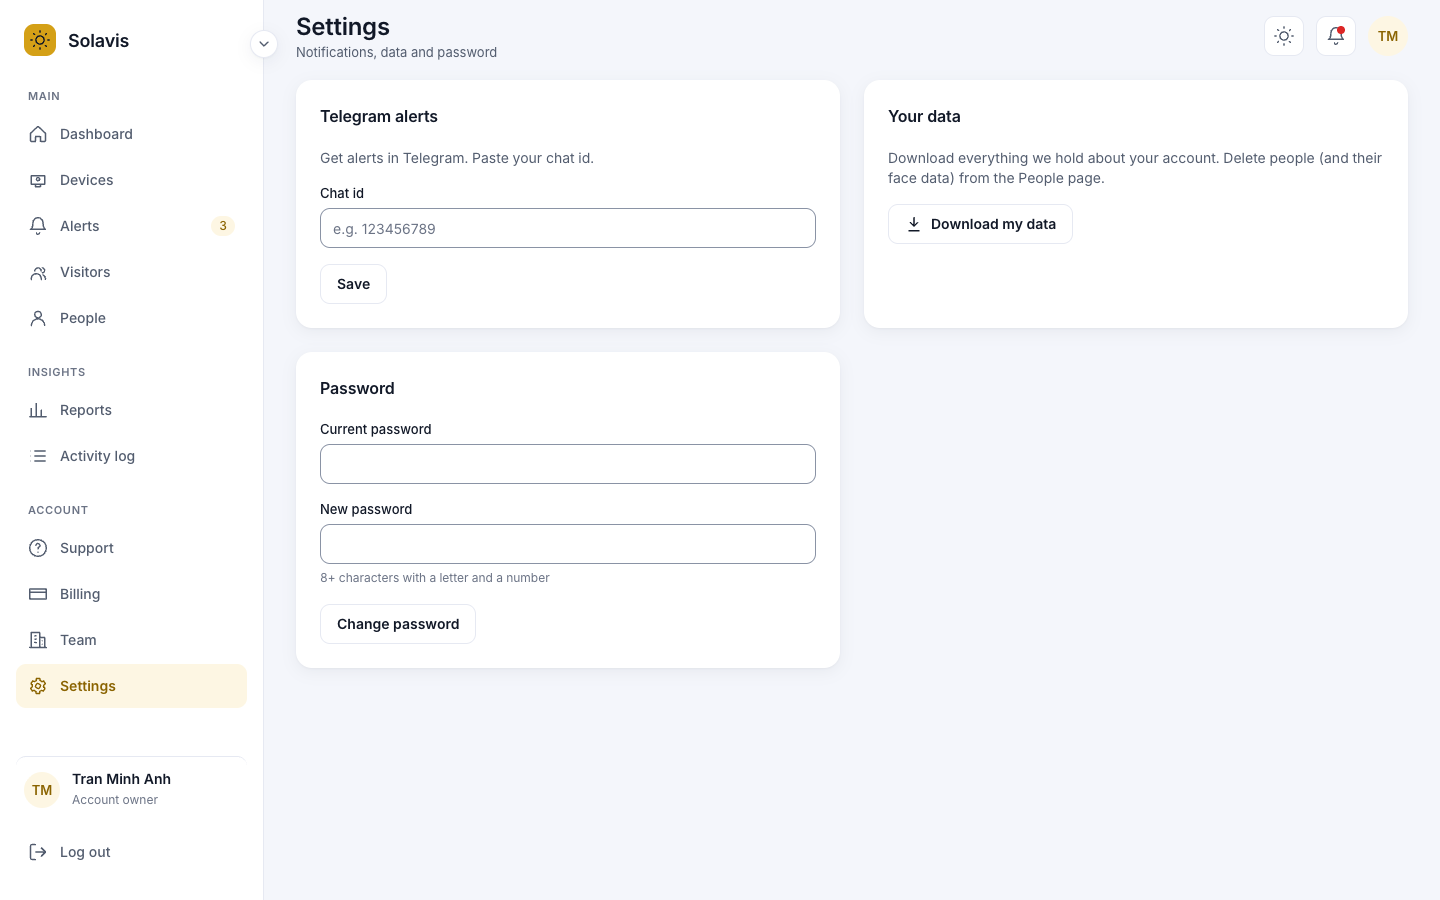 Solavis
MAIN
Dashboard
Devices
Alerts
3
Visitors
People
INSIGHTS
Reports
Activity log
ACCOUNT
Support
Billing
Team
Settings
TM
Tran Minh Anh
Account owner
Log out
Settings
Notifications, data and password
TM
Telegram alerts
Get alerts in Telegram. Paste your chat id.
Chat id
e.g. 123456789
Save
Your data
Download everything we hold about your account. Delete people (and their
face data) from the People page.
Download my data
Password
Current password
New password
8+ characters with a letter and a number
Change password